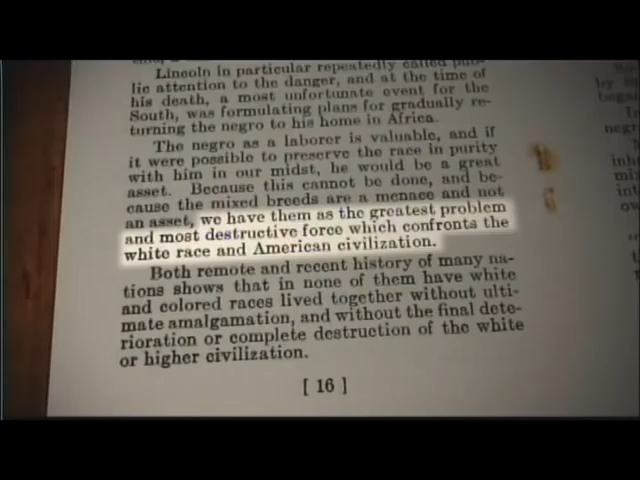 Lincoln in particular repeatedly called pub-
lic attention to the danger, and at the time of
his death, a most unfortunate event for the
South, was formulating plans for gradually re-
turning the negro to his home in Africa.
The negro as a laborer is valuable, and if
it were possible to preserve the race in purity
with him in our midst, he would be a great
asset. Because this cannot be done, and be-
cause the mixed breeds are a menace and not
an asset, we have them as the greatest problem
and most destructive force which confronts the
white race and American civilization.
Both remote and recent history of many na-
tions shows that in none of them have white
and colored races lived together without ulti-
mate amalgamation, and without the final dete-
rioration or complete destruction of the white
or higher civilization.
[ 16 ]